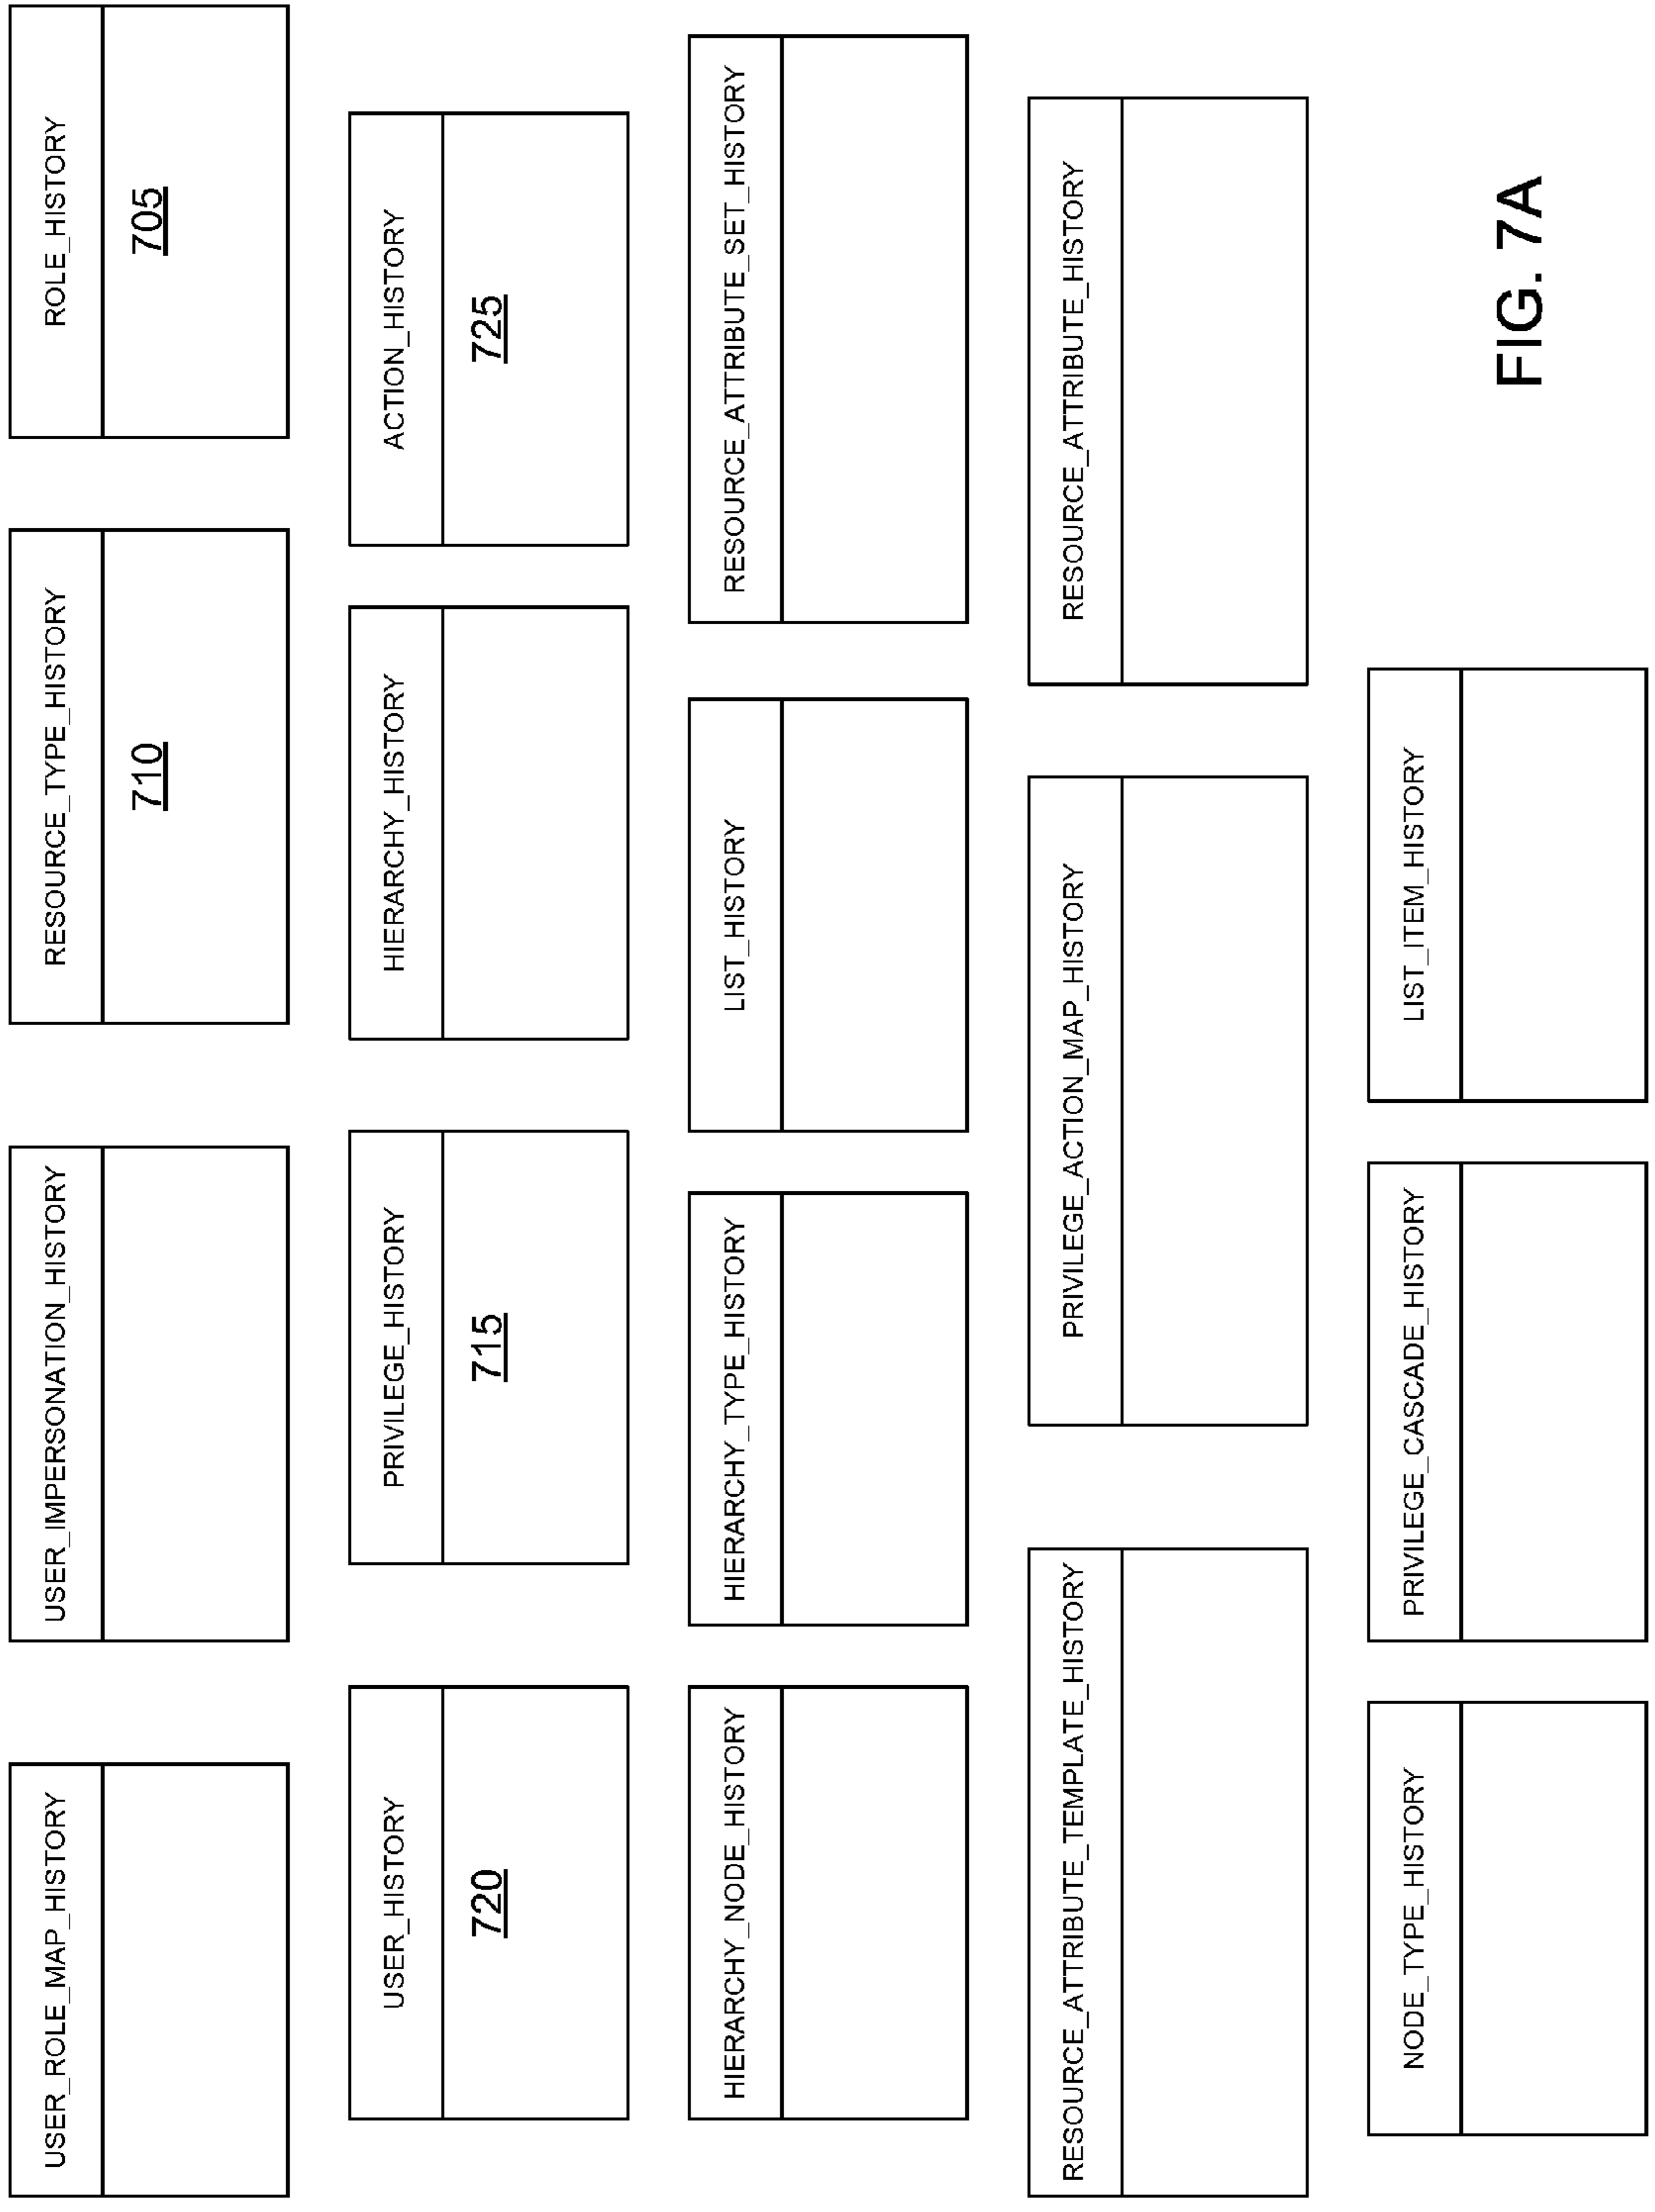 USER_ROLE_MAP_HISTORY
USER_IMPERSONATION_HISTORY
RESOURCE_TYPE_HISTORY
710
ROLE_HISTORY
705
USER_HISTORY
720
PRIVILEGE_HISTORY
715
HIERARCHY_HISTORY
ACTION_HISTORY
725
HIERARCHY_NODE_HISTORY
HIERARCHY_TYPE_HISTORY
LIST_HISTORY
RESOURCE_ATTRIBUTE_SET_HISTORY
RESOURCE_ATTRIBUTE_TEMPLATE_HISTORY
PRIVILEGE_ACTION_MAP_HISTORY
RESOURCE_ATTRIBUTE_HISTORY
NODE_TYPE_HISTORY
PRIVILEGE_CASCADE_HISTORY
LIST_ITEM_HISTORY
FIG. 7A